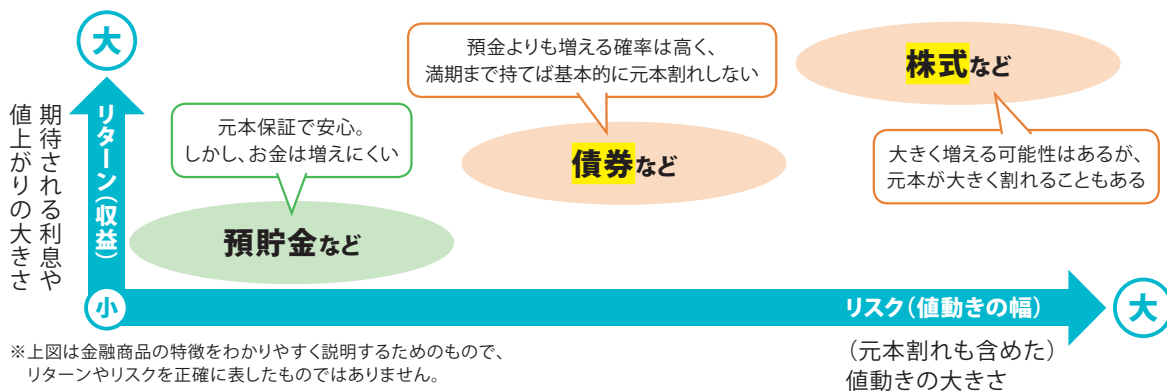 大
リターン（収益）
期待される利息や
値上がりの大きさ
元本保証で安心。
しかし、お金は増えにくい
預貯金など
預金よりも増える確率は高く、
満期まで持てば基本的に元本割れしない
債券など
株式など
大きく増える可能性はあるが、
元本が大きく割れることもある
小
リスク（値動きの幅）
大
（元本割れも含めた）
値動きの大きさ
※上図は金融商品の特徴をわかりやすく説明するためのもので、
リターンやリスクを正確に表したものではありません。